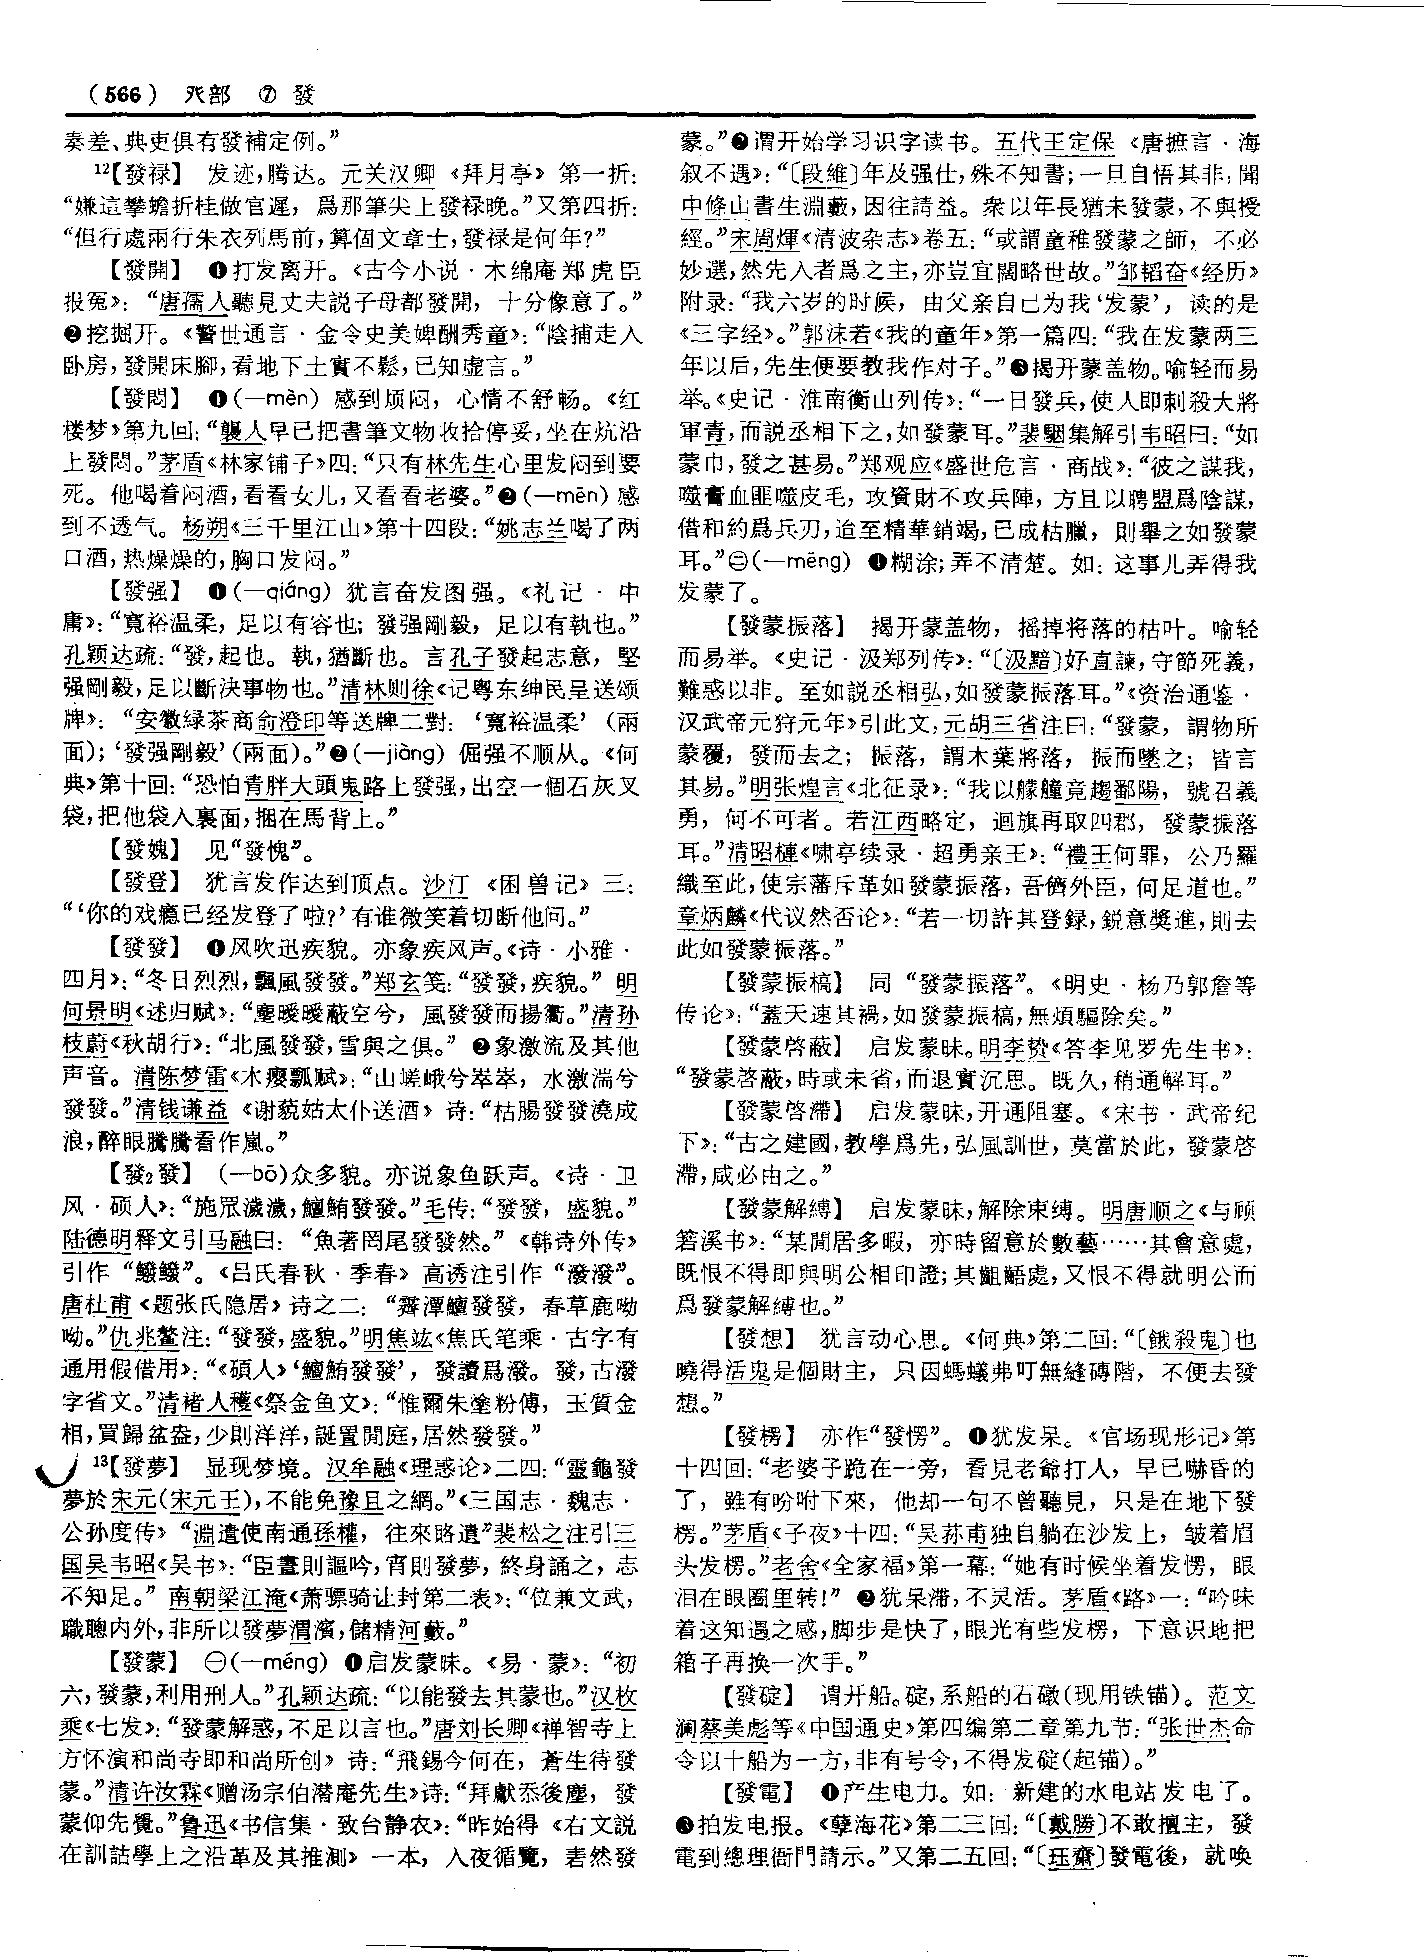 (566) 癶部 ⑦ 發
奏差、典吏俱有發補定例。”
12【發禄】 发迹,腾达。元关汉卿《拜月亭》第一折:
“嫌這攀蟾折桂做官遲，爲那筆尖上發禄晚。”又第四折:
“但行處兩行朱衣列馬前,算個文章士,發禄是何年?”
【發開】 ❶打发离开。《古今小说·木绵庵郑虎臣
报冤》: “唐孺人聽見丈夫説子母都發開，十分像意了。”
❷挖掘开。《警世通言·金令史美婢酬秀童》:“陰捕走入
卧房,發開床腳,看地下土實不鬆,已知虚言。”
【發悶】 ❶(—mèn) 感到烦闷，心情不舒畅。《红
楼梦》第九回:“襲人早已把書筆文物收拾停妥,坐在炕沿
上發悶。”茅盾《林家铺子》四:“只有林先生心里发闷到要
死。他喝着闷酒,看看女儿,又看看老婆。”❷(—mēn) 感
到不透气。杨朔《三千里江山》第十四段:“姚志兰喝了两
口酒,热燥燥的,胸口发闷。”
【發强】 ❶(—qiáng) 犹言奋发图强。《礼记·中
庸》:“寬裕温柔，足以有容也; 發强剛毅，足以有執也。”
孔颖达疏:“發,起也。執,猶斷也。言孔子發起志意，堅
强剛毅,足以斷決事物也。”清林则徐《记粤东绅民呈送颂
牌》: “安徽绿茶商俞澄印等送牌二對: ‘寬裕温柔’(兩
面);‘發强剛毅’(兩面)。”❷(—jiàng) 倔强不顺从。《何
典》第十回:“恐怕青胖大頭鬼路上發强,出空一個石灰叉
袋,把他袋入裏面,捆在馬背上。”
【發媿】 见“發愧”。
【發登】 犹言发作达到顶点。沙汀《困兽记》三:
“‘你的戏瘾已经发登了啦?’有谁微笑着切断他问。”
【發發】 ❶风吹迅疾貌。亦象疾风声。《诗·小雅·
四月》:“冬日烈烈,飄風發發。”郑玄笺:“發發,疾貌。” 明
何景明《述归赋》:“塵曖曖蔽空兮，風發發而揚衢。”清孙
枝蔚《秋胡行》:“北風發發,雪與之俱。” ❷象激流及其他
声音。清陈梦雷《木瘿瓢赋》:“山嵯峨兮崒崒，水激湍兮
發發。”清钱谦益《谢藐姑太仆送酒》诗:“枯腸發發澆成
浪,醉眼騰騰看作嵐。”
【發₂發】 (—bō)众多貌。亦说象鱼跃声。《诗·卫
风·硕人》:“施罛濊濊,鱣鮪發發。”毛传:“發發，盛貌。”
陆德明释文引马融曰: “魚著罔尾發發然。”《韩诗外传》
引作“鱍鱍”。《吕氏春秋·季春》高诱注引作“潑潑”。
唐杜甫《题张氏隐居》诗之二: “霽潭鱣發發，春草鹿呦
呦。”仇兆鳌注:“發發,盛貌。”明焦竑《焦氏笔乘·古字有
通用假借用》:“《碩人》‘鱣鮪發發’，發讀爲潑。發,古潑
字省文。”清褚人穫《祭金鱼文》:“惟爾朱塗粉傅，玉質金
相,買歸盆盎,少則洋洋,誕置閒庭,居然發發。”
13【發夢】 显现梦境。汉牟融《理惑论》二四:“靈龜發
夢於宋元(宋元王),不能免豫且之網。”《三国志·魏志·
公孙度传》“淵遣使南通孫權，往來賂遺”裴松之注引三
国吴韦昭《吴书》:“臣晝則謳吟,宵則發夢,終身誦之，志
不知足。”南朝梁江淹《萧骠骑让封第二表》:“位兼文武，
職聰内外,非所以發夢渭濱,儲精河藪。”
【發蒙】 ㊀(—méng) ❶启发蒙昧。《易·蒙》:“初
六,發蒙,利用刑人。”孔颖达疏:“以能發去其蒙也。”汉枚
乘《七发》:“發蒙解惑,不足以言也。”唐刘长卿《禅智寺上
方怀演和尚寺即和尚所创》诗:“飛錫今何在，蒼生待發
蒙。”清许汝霖《赠汤宗伯潜庵先生》诗:“拜獻忝後塵，發
蒙仰先覺。”鲁迅《书信集·致台静农》:“昨始得《右文説
在訓詁學上之沿革及其推測》一本，入夜循覽，砉然發
蒙。”❷谓开始学习识字读书。五代王定保《唐摭言·海
叙不遇》:“〔段維〕年及强仕,殊不知書;一旦自悟其非,聞
中條山書生淵藪,因往請益。衆以年長猶未發蒙,不與授
經。”宋周煇《清波杂志》卷五:“或謂童稚發蒙之師，不必
妙選,然先入者爲之主,亦豈宜闊略世故。”邹韬奋《经历》
附录:“我六岁的时候，由父亲自己为我‘发蒙’，读的是
《三字经》。”郭沫若《我的童年》第一篇四:“我在发蒙两三
年以后,先生便要教我作对子。”❸揭开蒙盖物。喻轻而易
举。《史记·淮南衡山列传》:“一日發兵,使人即刺殺大將
軍青,而説丞相下之,如發蒙耳。”裴駰集解引韦昭曰:“如
蒙巾,發之甚易。”郑观应《盛世危言·商战》:“彼之謀我，
噬膏血匪噬皮毛，攻資財不攻兵陣，方且以聘盟爲陰謀，
借和約爲兵刃,迨至精華銷竭,已成枯臘，則舉之如發蒙
耳。”㊁(—mēng) ❶糊涂;弄不清楚。如: 这事儿弄得我
发蒙了。
【發蒙振落】 揭开蒙盖物，摇掉将落的枯叶。喻轻
而易举。《史记·汲郑列传》:“〔汲黯〕好直諫,守節死義，
難惑以非。至如説丞相弘,如發蒙振落耳。”《资治通鉴·
汉武帝元狩元年》引此文,元胡三省注曰:“發蒙，謂物所
蒙覆，發而去之; 振落，謂木葉將落，振而墜之; 皆言
其易。”明张煌言《北征录》:“我以艨艟竟趨鄱陽，號召義
勇，何不可者。若江西略定，迴旗再取四郡，發蒙振落
耳。”清昭槤《啸亭续录·超勇亲王》:“禮王何罪，公乃羅
織至此,使宗藩斥革如發蒙振落，吾儕外臣，何足道也。”
章炳麟《代议然否论》:“若一切許其登録,鋭意獎進,則去
此如發蒙振落。”
【發蒙振槁】 同“發蒙振落”。《明史·杨乃郭詹等
传论》:“蓋天速其禍,如發蒙振槁,無煩驅除矣。”
【發蒙啓蔽】 启发蒙昧。明李贽《答李见罗先生书》:
“發蒙啓蔽,時或未省,而退實沉思。既久,稍通解耳。”
【發蒙啓滯】 启发蒙昧,开通阻塞。《宋书·武帝纪
下》:“古之建國,教學爲先,弘風訓世，莫當於此，發蒙啓
滯,咸必由之。”
【發蒙解縛】 启发蒙昧,解除束缚。明唐顺之《与顾
箬溪书》:“某閒居多暇，亦時留意於數藝……其會意處，
既恨不得即與明公相印證;其齟齬處,又恨不得就明公而
爲發蒙解縛也。”
【發想】 犹言动心思。《何典》第二回:“〔餓殺鬼〕也
曉得活鬼是個財主，只因螞蟻弗叮無縫磚階，不便去發
想。”
【發楞】 亦作“發愣”。❶犹发呆。《官场现形记》第
十四回:“老婆子跪在一旁，看見老爺打人，早已嚇昏的
了，雖有吩咐下來，他却一句不曾聽見，只是在地下發
楞。”茅盾《子夜》十四:“吴荪甫独自躺在沙发上，皱着眉
头发楞。”老舍《全家福》第一幕:“她有时候坐着发愣，眼
泪在眼圈里转!” ❷犹呆滞,不灵活。茅盾《路》一:“吟味
着这知遇之感,脚步是快了,眼光有些发楞，下意识地把
箱子再换一次手。”
【發碇】 谓开船。碇,系船的石礅(现用铁锚)。范文
澜蔡美彪等《中国通史》第四编第二章第九节:“张世杰命
令以十船为一方,非有号令,不得发碇(起锚)。”
【發電】 ❶产生电力。如: 新建的水电站发电了。
❷拍发电报。《孽海花》第二三回:“〔戴勝〕不敢擅主，發
電到總理衙門請示。”又第二五回:“〔珏齋〕發電後，就唤